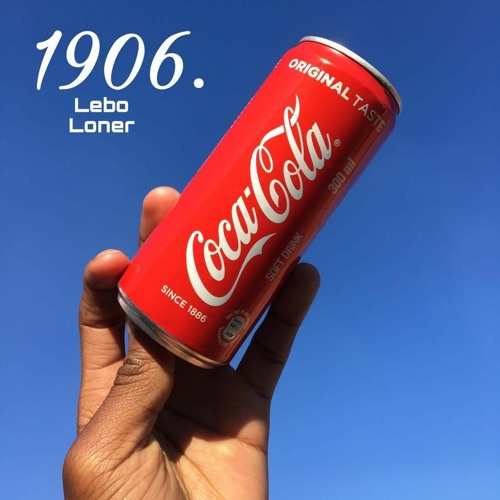 1906.
Lebo
Loner
ORIGINAL TASTE
Coca-Cola®
300 ml
SOFT DRINK
SINCE 1886